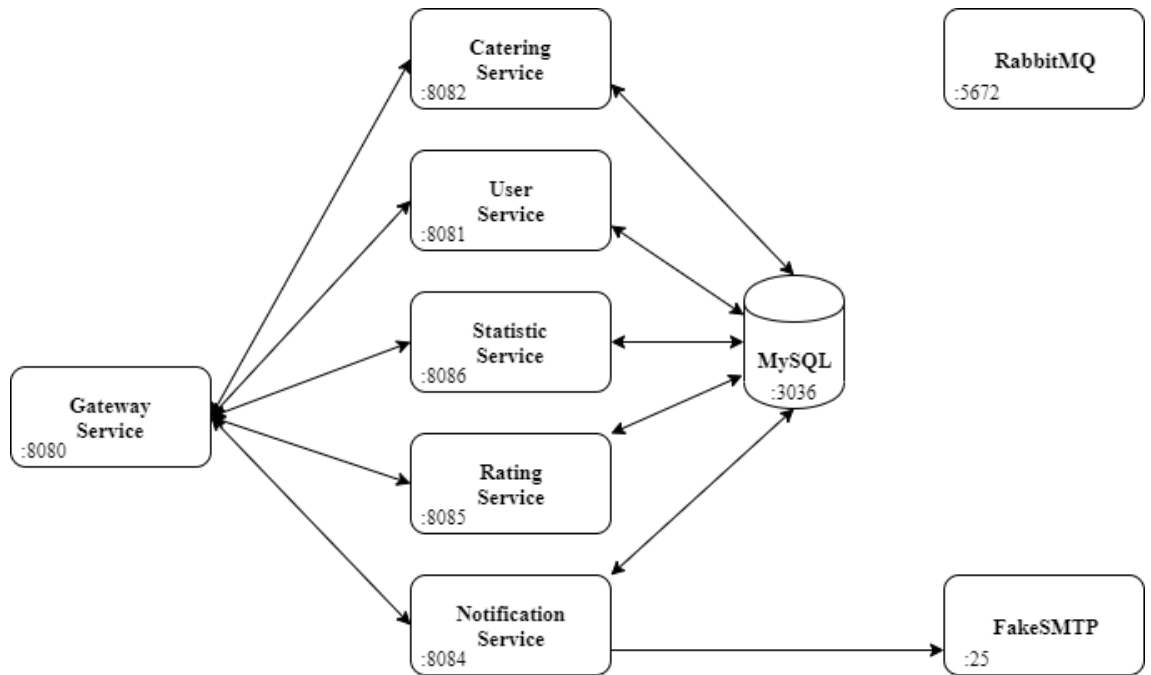 Catering
Service
:8082
RabbitMQ
:5672
User
Service
:8081
Statistic
Service
:8086
MySQL
:3036
Gateway
Service
:8080
Rating
Service
:8085
Notification
Service
:8084
FakeSMTP
:25